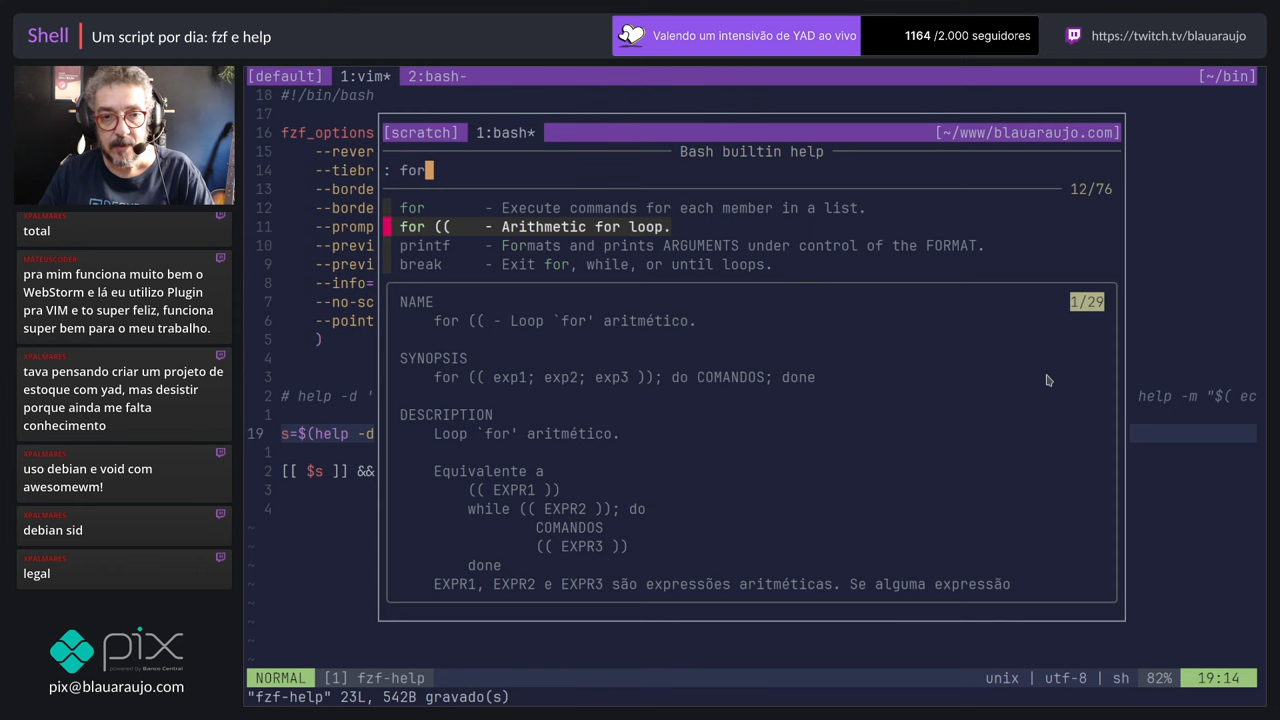 Shell
Um script por dia: fzf e help
Valendo um intensivão de YAD ao vivo
1164 /2.000 seguidores
https://twitch.tv/blauaraujo
XPALMARES
total
MATEUSCODER
pra mim funciona muito bem o
WebStorm e lá eu utilizo Plugin
pra VIM e to super feliz, funciona
super bem para o meu trabalho.
XPALMARES
tava pensando criar um projeto de
estoque com yad, mas desistir
porque ainda me falta
conhecimento
XPALMARES
uso debian e void com
awesomewm!
XPALMARES
debian sid
XPALMARES
legal
pix
powered by Banco Central
pix@blauaraujo.com
[default] 1:vim* 2:bash- [~/bin]
18 #!/bin/bash
17
16 fzf_options
15 --rever
14 --tiebr
13 --borde
12 --borde
11 --promp
10 --previ
9 --previ
8 --info=
7 --no-sc
6 --point
5 )
4
3
2 # help -d ' help -m "$( ec
1
19 s=$(help -d
1
2 [[ $s ]] &&
3
4
~
~
~
~
~
~
~
~
[scratch] 1:bash* [~/www/blauaraujo.com]
Bash builtin help
: for
12/76
for - Execute commands for each member in a list.
for (( - Arithmetic for loop.
printf - Formats and prints ARGUMENTS under control of the FORMAT.
break - Exit for, while, or until loops.
NAME 1/29
for (( - Loop `for' aritmético.
SYNOPSIS
for (( exp1; exp2; exp3 )); do COMANDOS; done
DESCRIPTION
Loop `for' aritmético.
Equivalente a
(( EXPR1 ))
while (( EXPR2 )); do
COMANDOS
(( EXPR3 ))
done
EXPR1, EXPR2 e EXPR3 são expressões aritméticas. Se alguma expressão
NORMAL [1] fzf-help unix | utf-8 | sh 82% 19:14
"fzf-help" 23L, 542B gravado(s)